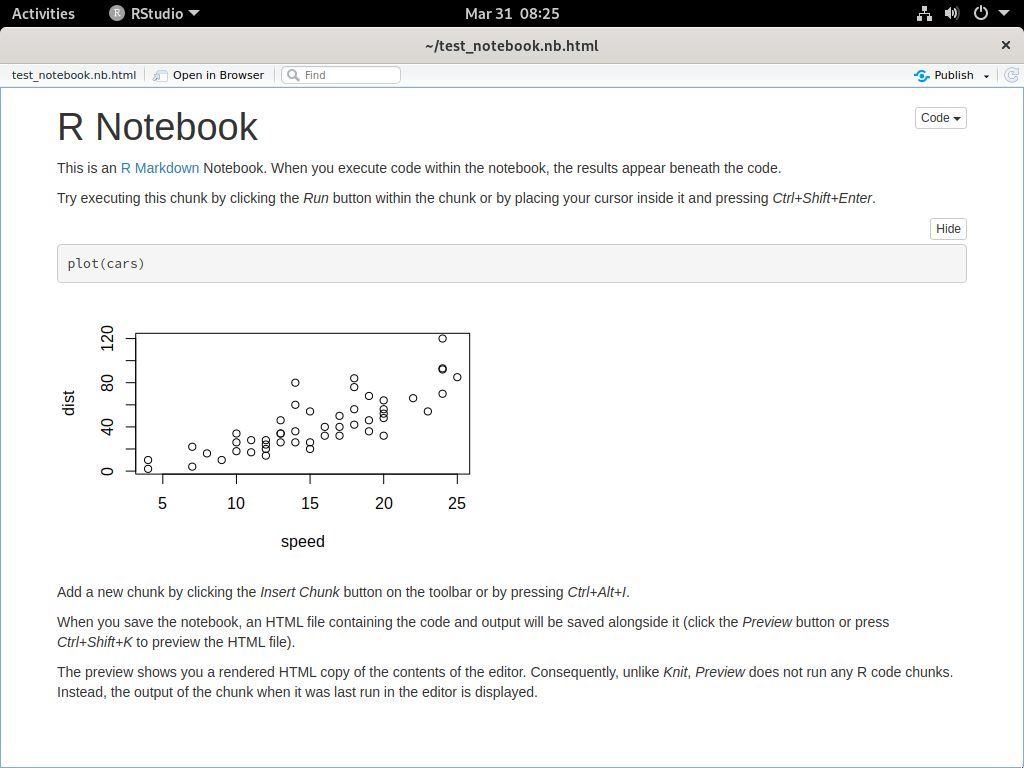 Activities RStudio Mar 31 08:25
~/test_notebook.nb.html
test_notebook.nb.html Open in Browser Find Publish
R Notebook
Code
This is an R Markdown Notebook. When you execute code within the notebook, the results appear beneath the code.
Try executing this chunk by clicking the Run button within the chunk or by placing your cursor inside it and pressing Ctrl+Shift+Enter.
Hide
plot(cars)
120
80
40
0
dist
5 10 15 20 25
speed
Add a new chunk by clicking the Insert Chunk button on the toolbar or by pressing Ctrl+Alt+I.
When you save the notebook, an HTML file containing the code and output will be saved alongside it (click the Preview button or press
Ctrl+Shift+K to preview the HTML file).
The preview shows you a rendered HTML copy of the contents of the editor. Consequently, unlike Knit, Preview does not run any R code chunks.
Instead, the output of the chunk when it was last run in the editor is displayed.